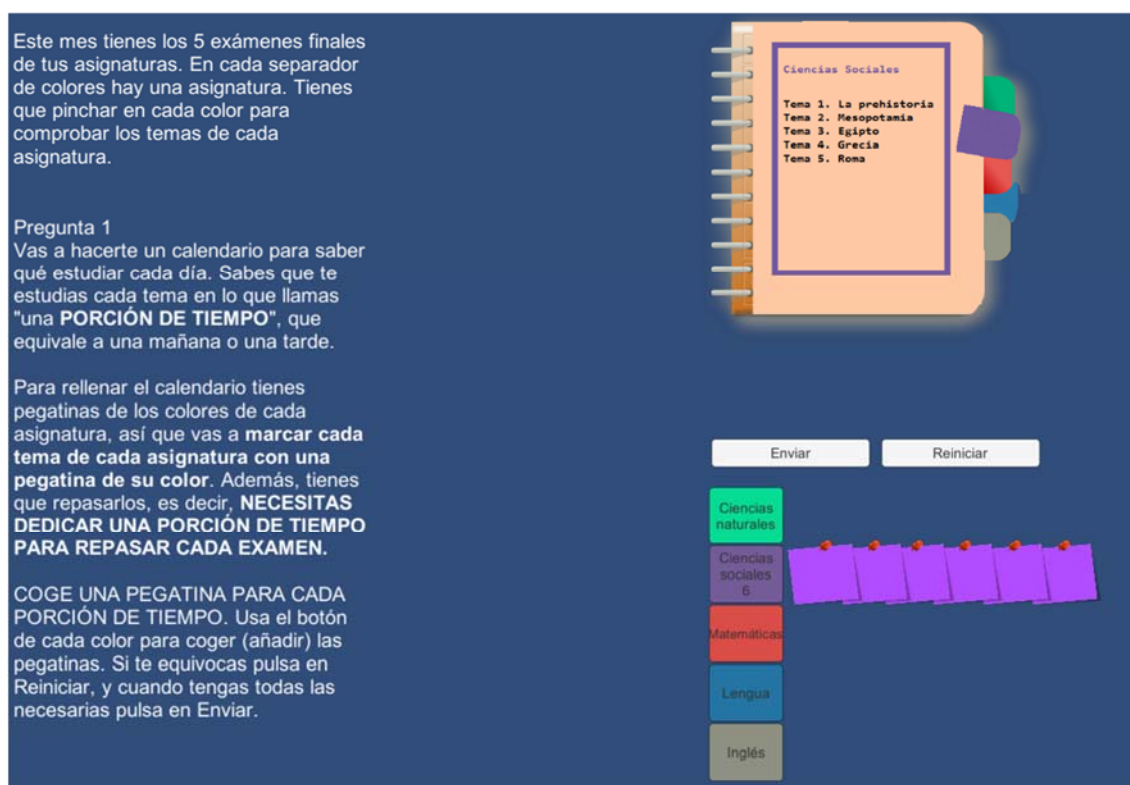 Este mes tienes los 5 exámenes finales
de tus asignaturas. En cada separador
de colores hay una asignatura. Tienes
que pinchar en cada color para
comprobar los temas de cada
asignatura.
Pregunta 1
Vas a hacerte un calendario para saber
qué estudiar cada día. Sabes que te
estudias cada tema en lo que llamas
"una PORCIÓN DE TIEMPO", que
equivale a una mañana o una tarde.
Para rellenar el calendario tienes
pegatinas de los colores de cada
asignatura, así que vas a marcar cada
tema de cada asignatura con una
pegatina de su color. Además, tienes
que repasarlos, es decir, NECESITAS
DEDICAR UNA PORCIÓN DE TIEMPO
PARA REPASAR CADA EXAMEN.
COGE UNA PEGATINA PARA CADA
PORCIÓN DE TIEMPO. Usa el botón
de cada color para coger (añadir) las
pegatinas. Si te equivocas pulsa en
Reiniciar, y cuando tengas todas las
necesarias pulsa en Enviar.
Ciencias Sociales
Tema 1. La prehistoria
Tema 2. Mesopotamia
Tema 3. Egipto
Tema 4. Grecia
Tema 5. Roma
Enviar
Reiniciar
Ciencias
naturales
Ciencias
sociales
6
Matemáticas
Lengua
Inglés